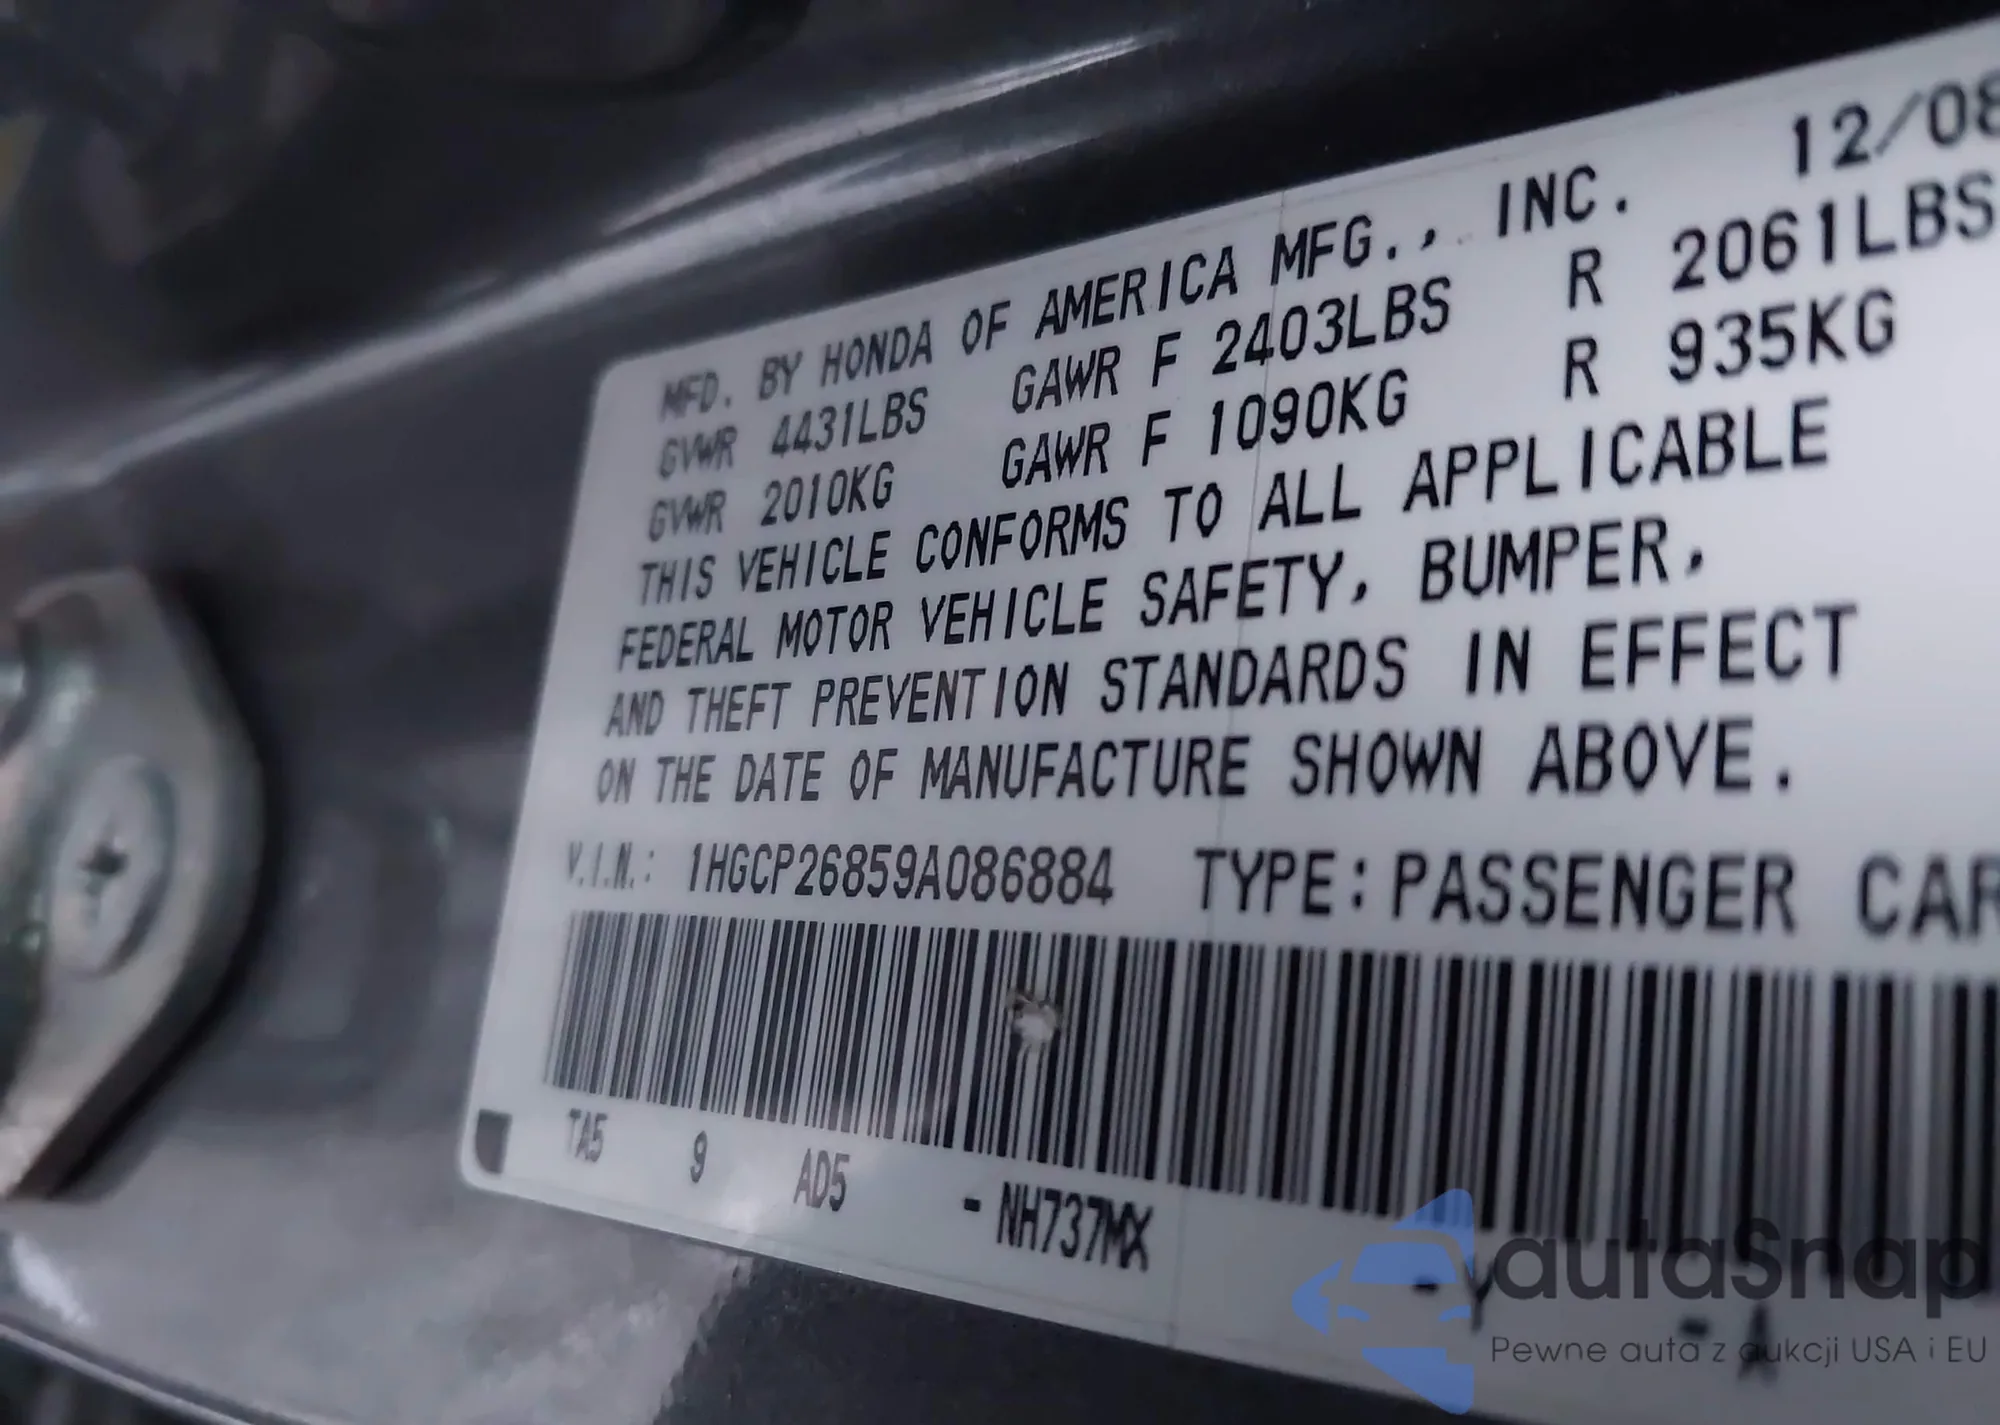 12/08
MFD. BY HONDA OF AMERICA MFG., INC.
GVWR 4431LBS GAWR F 2403LBS R 2061LBS
GVWR 2010KG GAWR F 1090KG R 935KG
THIS VEHICLE CONFORMS TO ALL APPLICABLE
FEDERAL MOTOR VEHICLE SAFETY, BUMPER,
AND THEFT PREVENTION STANDARDS IN EFFECT
ON THE DATE OF MANUFACTURE SHOWN ABOVE.
V.I.N.: 1HGCP26859A086884 TYPE:PASSENGER CAR
TA5 9 AD5 -NH737MX -Y -A
autaSnap
Pewne auta z aukcji USA i EU